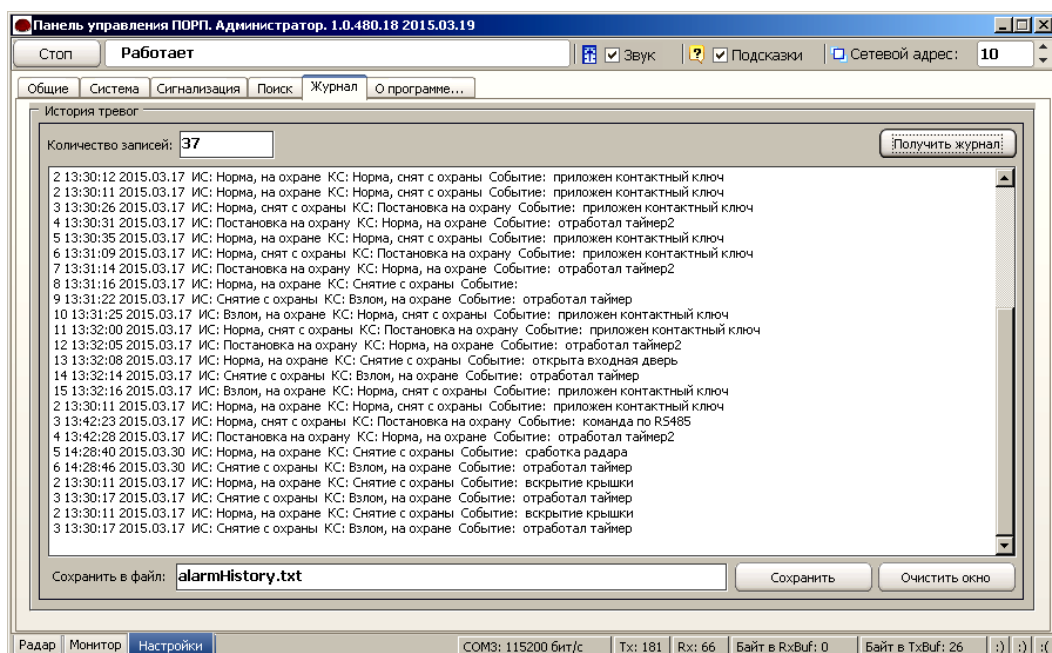 Панель управления ПОРП. Администратор. 1.0.480.18 2015.03.19
Стоп Работает Звук Подсказки Сетевой адрес: 10
Общие Система Сигнализация Поиск Журнал О программе...
История тревог
Количество записей: 37 Получить журнал
2 13:30:12 2015.03.17 ИС: Норма, на охране КС: Норма, снят с охраны Событие: приложен контактный ключ
2 13:30:11 2015.03.17 ИС: Норма, на охране КС: Норма, снят с охраны Событие: приложен контактный ключ
3 13:30:26 2015.03.17 ИС: Норма, снят с охраны КС: Постановка на охрану Событие: приложен контактный ключ
4 13:30:31 2015.03.17 ИС: Постановка на охрану КС: Норма, на охране Событие: отработал таймер2
5 13:30:35 2015.03.17 ИС: Норма, на охране КС: Норма, снят с охраны Событие: приложен контактный ключ
6 13:31:09 2015.03.17 ИС: Норма, снят с охраны КС: Постановка на охрану Событие: приложен контактный ключ
7 13:31:14 2015.03.17 ИС: Постановка на охрану КС: Норма, на охране Событие: отработал таймер2
8 13:31:16 2015.03.17 ИС: Норма, на охране КС: Снятие с охраны Событие:
9 13:31:22 2015.03.17 ИС: Снятие с охраны КС: Взлом, на охране Событие: отработал таймер
10 13:31:25 2015.03.17 ИС: Взлом, на охране КС: Норма, снят с охраны Событие: приложен контактный ключ
11 13:32:00 2015.03.17 ИС: Норма, снят с охраны КС: Постановка на охрану Событие: приложен контактный ключ
12 13:32:05 2015.03.17 ИС: Постановка на охрану КС: Норма, на охране Событие: отработал таймер2
13 13:32:08 2015.03.17 ИС: Норма, на охране КС: Снятие с охраны Событие: открыта входная дверь
14 13:32:14 2015.03.17 ИС: Снятие с охраны КС: Взлом, на охране Событие: отработал таймер
15 13:32:16 2015.03.17 ИС: Взлом, на охране КС: Норма, снят с охраны Событие: приложен контактный ключ
2 13:30:11 2015.03.17 ИС: Норма, на охране КС: Норма, снят с охраны Событие: приложен контактный ключ
3 13:42:23 2015.03.17 ИС: Норма, снят с охраны КС: Постановка на охрану Событие: команда по RS485
4 13:42:28 2015.03.17 ИС: Постановка на охрану КС: Норма, на охране Событие: отработал таймер2
5 14:28:40 2015.03.30 ИС: Норма, на охране КС: Снятие с охраны Событие: сработка радара
6 14:28:46 2015.03.30 ИС: Снятие с охраны КС: Взлом, на охране Событие: отработал таймер
2 13:30:11 2015.03.17 ИС: Норма, на охране КС: Снятие с охраны Событие: вскрытие крышки
3 13:30:17 2015.03.17 ИС: Снятие с охраны КС: Взлом, на охране Событие: отработал таймер
2 13:30:11 2015.03.17 ИС: Норма, на охране КС: Снятие с охраны Событие: вскрытие крышки
3 13:30:17 2015.03.17 ИС: Снятие с охраны КС: Взлом, на охране Событие: отработал таймер
Сохранить в файл: alarmHistory.txt Сохранить Очистить окно
Радар Монитор Настройки COM3: 115200 бит/с Tx: 181 Rx: 66 Байт в RxBuf: 0 Байт в TxBuf: 26 :) :) :(